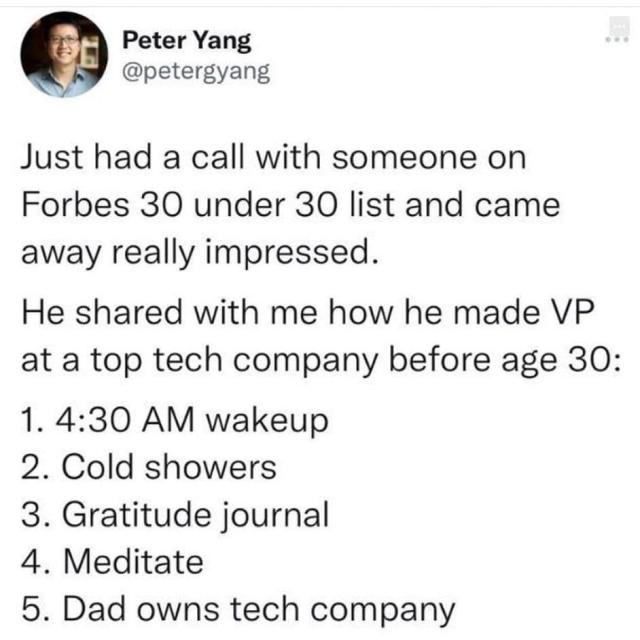 Peter Yang
@petergyang
Just had a call with someone on
Forbes 30 under 30 list and came
away really impressed.
He shared with me how he made VP
at a top tech company before age 30:
1. 4:30 AM wakeup
2. Cold showers
3. Gratitude journal
4. Meditate
5. Dad owns tech company